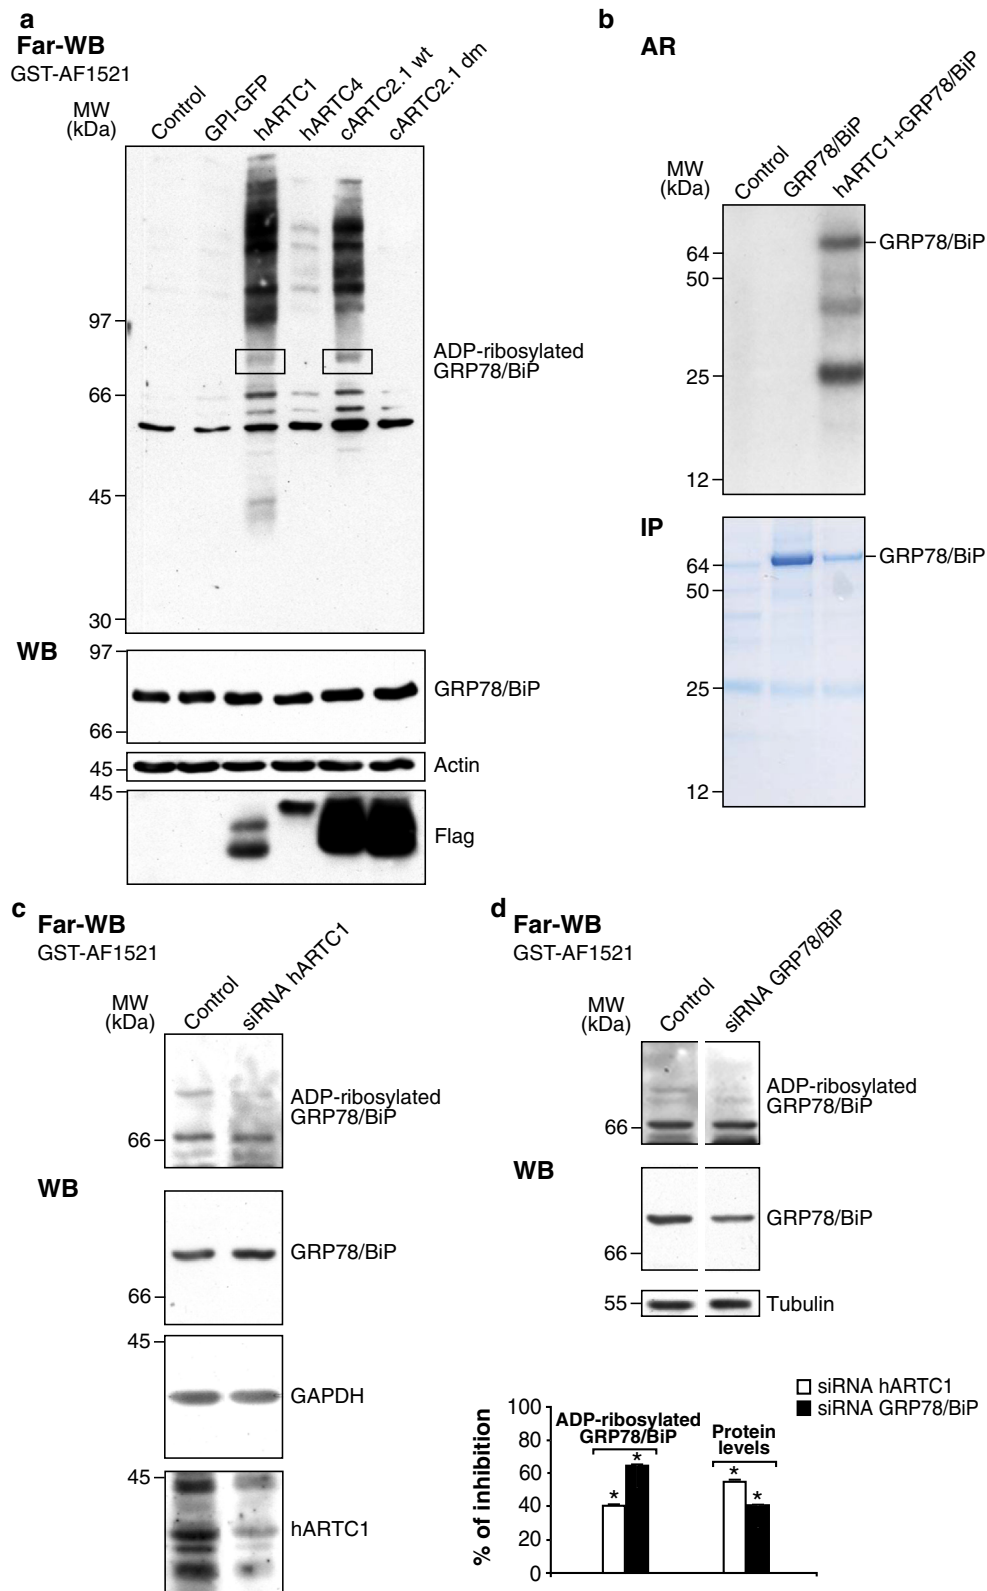 a
Far-WB
GST-AF1521
MW
(kDa)
Control
GPI-GFP
hARTC1
hARTC4
cARTC2.1 wt
cARTC2.1 dm
97
66
45
30
ADP-ribosylated
GRP78/BiP
WB
97
66
GRP78/BiP
45
Actin
45
Flag
b
AR
MW
(kDa)
Control
GRP78/BiP
hARTC1+GRP78/BiP
64
50
25
12
GRP78/BiP
IP
64
50
25
12
GRP78/BiP
c
Far-WB
GST-AF1521
MW
(kDa)
Control
siRNA hARTC1
66
ADP-ribosylated
GRP78/BiP
WB
66
GRP78/BiP
45
GAPDH
45
hARTC1
d
Far-WB
GST-AF1521
MW
(kDa)
Control
siRNA GRP78/BiP
66
ADP-ribosylated
GRP78/BiP
WB
66
GRP78/BiP
55
Tubulin
siRNA hARTC1
siRNA GRP78/BiP
% of inhibition
100
80
60
40
20
0
ADP-ribosylated
GRP78/BiP
* *
Protein
levels
* *